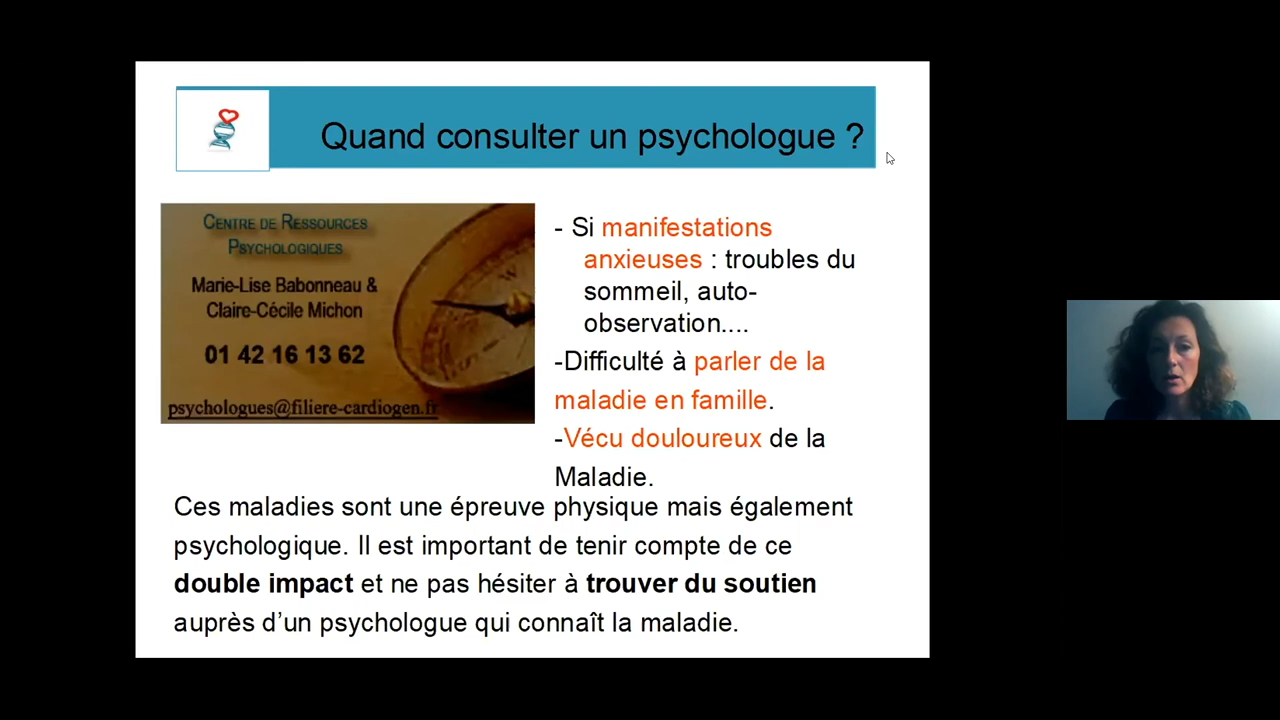 Quand consulter un psychologue ?
CENTRE DE RESSOURCES
PSYCHOLOGIQUES
Marie-Lise Babonneau &
Claire-Cécile Michon
01 42 16 13 62
psychologues@filiere-cardiogen.fr
- Si manifestations
anxieuses : troubles du
sommeil, auto-
observation....
-Difficulté à parler de la
maladie en famille.
-Vécu douloureux de la
Maladie.
Ces maladies sont une épreuve physique mais également
psychologique. Il est important de tenir compte de ce
double impact et ne pas hésiter à trouver du soutien
auprès d’un psychologue qui connaît la maladie.
W